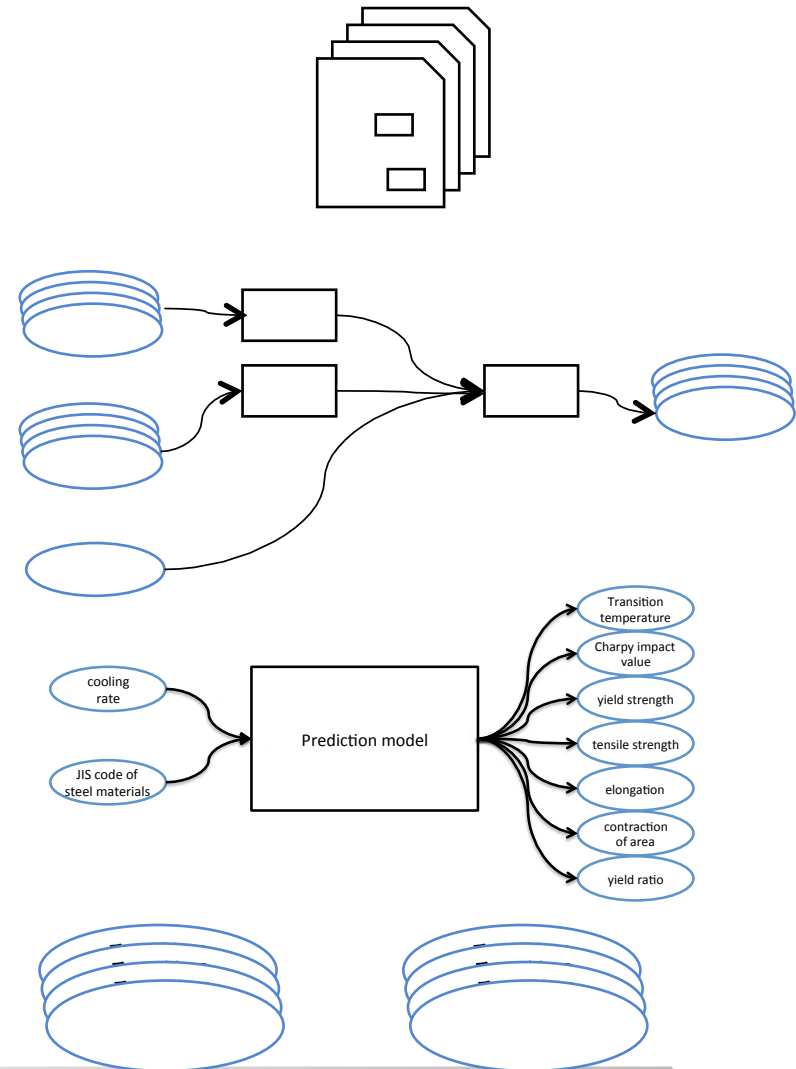 Transition
temperature
Charpy impact
value
cooling
rate
yield strength
Prediction model
tensile strength
JIS code of
steel materials
elongation
contraction
of area
yield ratio